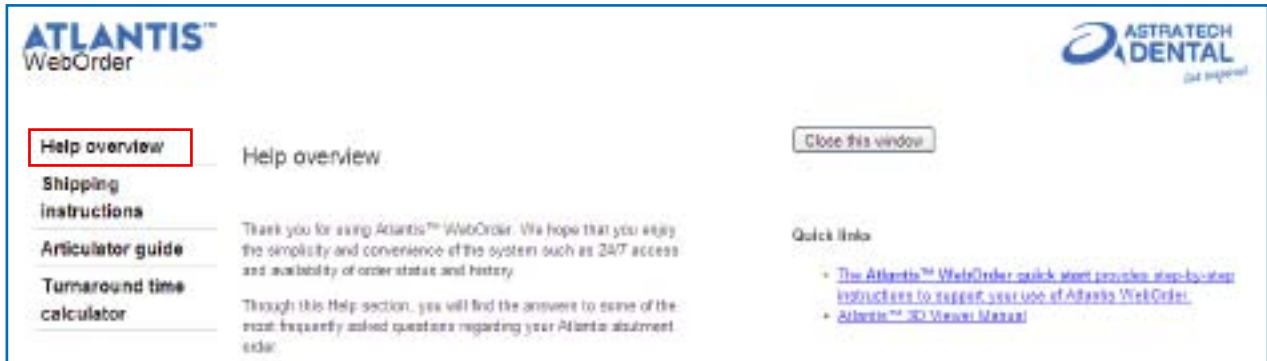 ATLANTIS™
WebOrder
ASTRATECH
DENTAL
Get inspired
Help overview
Shipping
instructions
Articulator guide
Turnaround time
calculator
Help overview
Thank you for using Atlantis™ WebOrder. We hope that you enjoy
the simplicity and convenience of the system such as 24/7 access
and availability of order status and history.
Through this Help section, you will find the answers to some of the
most frequently asked questions regarding your Atlantis abutment
order.
Close this window
Quick links
The Atlantis™ WebOrder quick start provides step-by-step
instructions to support your use of Atlantis WebOrder.
Atlantis™ 3D Viewer Manual